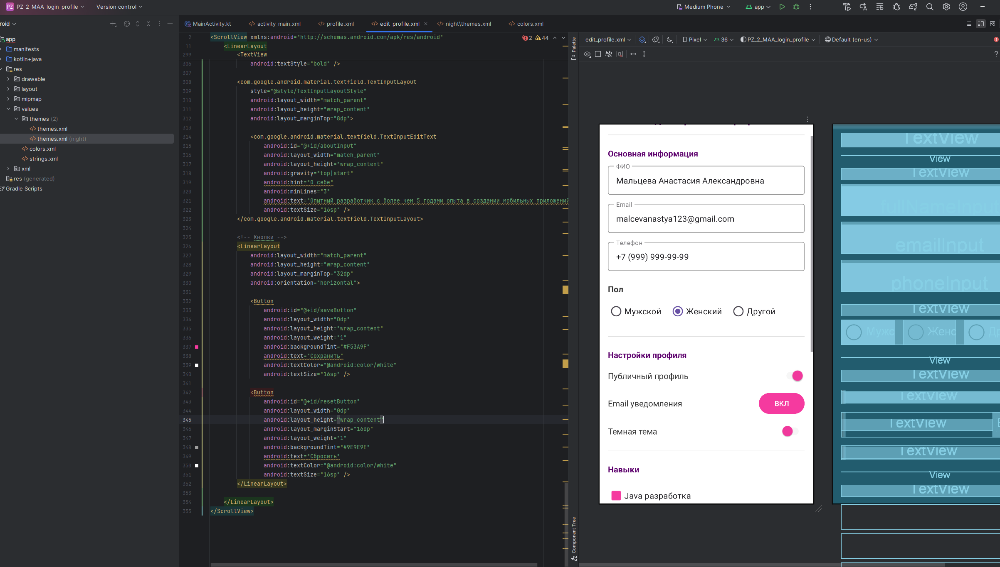 PZ PZ_2_MAA_login_profile Version control Medium Phone app
roid
app
manifests
kotlin+java
res
drawable
layout
mipmap
values
themes (2)
themes.xml
themes.xml (night)
colors.xml
strings.xml
xml
res (generated)
Gradle Scripts
MainActivity.kt activity_main.xml profile.xml edit_profile.xml night\themes.xml colors.xml
2 <ScrollView xmlns:android="http://schemas.android.com/apk/res/android" 2 44
11 <LinearLayout
299 <TextView
306 android:textStyle="bold" />
307
308 <com.google.android.material.textfield.TextInputLayout
309 style="@style/TextInputLayoutStyle"
310 android:layout_width="match_parent"
311 android:layout_height="wrap_content"
312 android:layout_marginTop="8dp">
313
314 <com.google.android.material.textfield.TextInputEditText
315 android:id="@+id/aboutInput"
316 android:layout_width="match_parent"
317 android:layout_height="wrap_content"
318 android:gravity="top|start"
319 android:hint="О себе"
320 android:minLines="3"
321 android:text="Опытный разработчик с более чем 5 годами опыта в создании мобильных приложений
322 android:textSize="16sp" />
323 </com.google.android.material.textfield.TextInputLayout>
324
325 <!-- Кнопки -->
326 <LinearLayout
327 android:layout_width="match_parent"
328 android:layout_height="wrap_content"
329 android:layout_marginTop="32dp"
330 android:orientation="horizontal">
331
332 <Button
333 android:id="@+id/saveButton"
334 android:layout_width="0dp"
335 android:layout_height="wrap_content"
336 android:layout_weight="1"
337 android:backgroundTint="#F53A9F"
338 android:text="Сохранить"
339 android:textColor="@android:color/white"
340 android:textSize="16sp" />
341
342 <Button
343 android:id="@+id/resetButton"
344 android:layout_width="0dp"
345 android:layout_height="wrap_content"
346 android:layout_marginStart="16dp"
347 android:layout_weight="1"
348 android:backgroundTint="#9E9E9E"
349 android:text="Сбросить"
350 android:textColor="@android:color/white"
351 android:textSize="16sp" />
352 </LinearLayout>
353
354 </LinearLayout>
355 </ScrollView>
Palette
Component Tree
edit_profile.xml Pixel 36 PZ_2_MAA_login_profile Default (en-us)
?
Основная информация
ФИО
Мальцева Анастасия Александровна
Email
malcevanastya123@gmail.com
Телефон
+7 (999) 999-99-99
Пол
Мужской Женский Другой
Настройки профиля
Публичный профиль
Email уведомления ВКЛ
Темная тема
Навыки
Java разработка
TextView
View
TextView
fullNameInput
emailInput
phoneInput
TextView
Мужс Женс Др
View
TextView
TextView
TextView
TextView
View
TextView